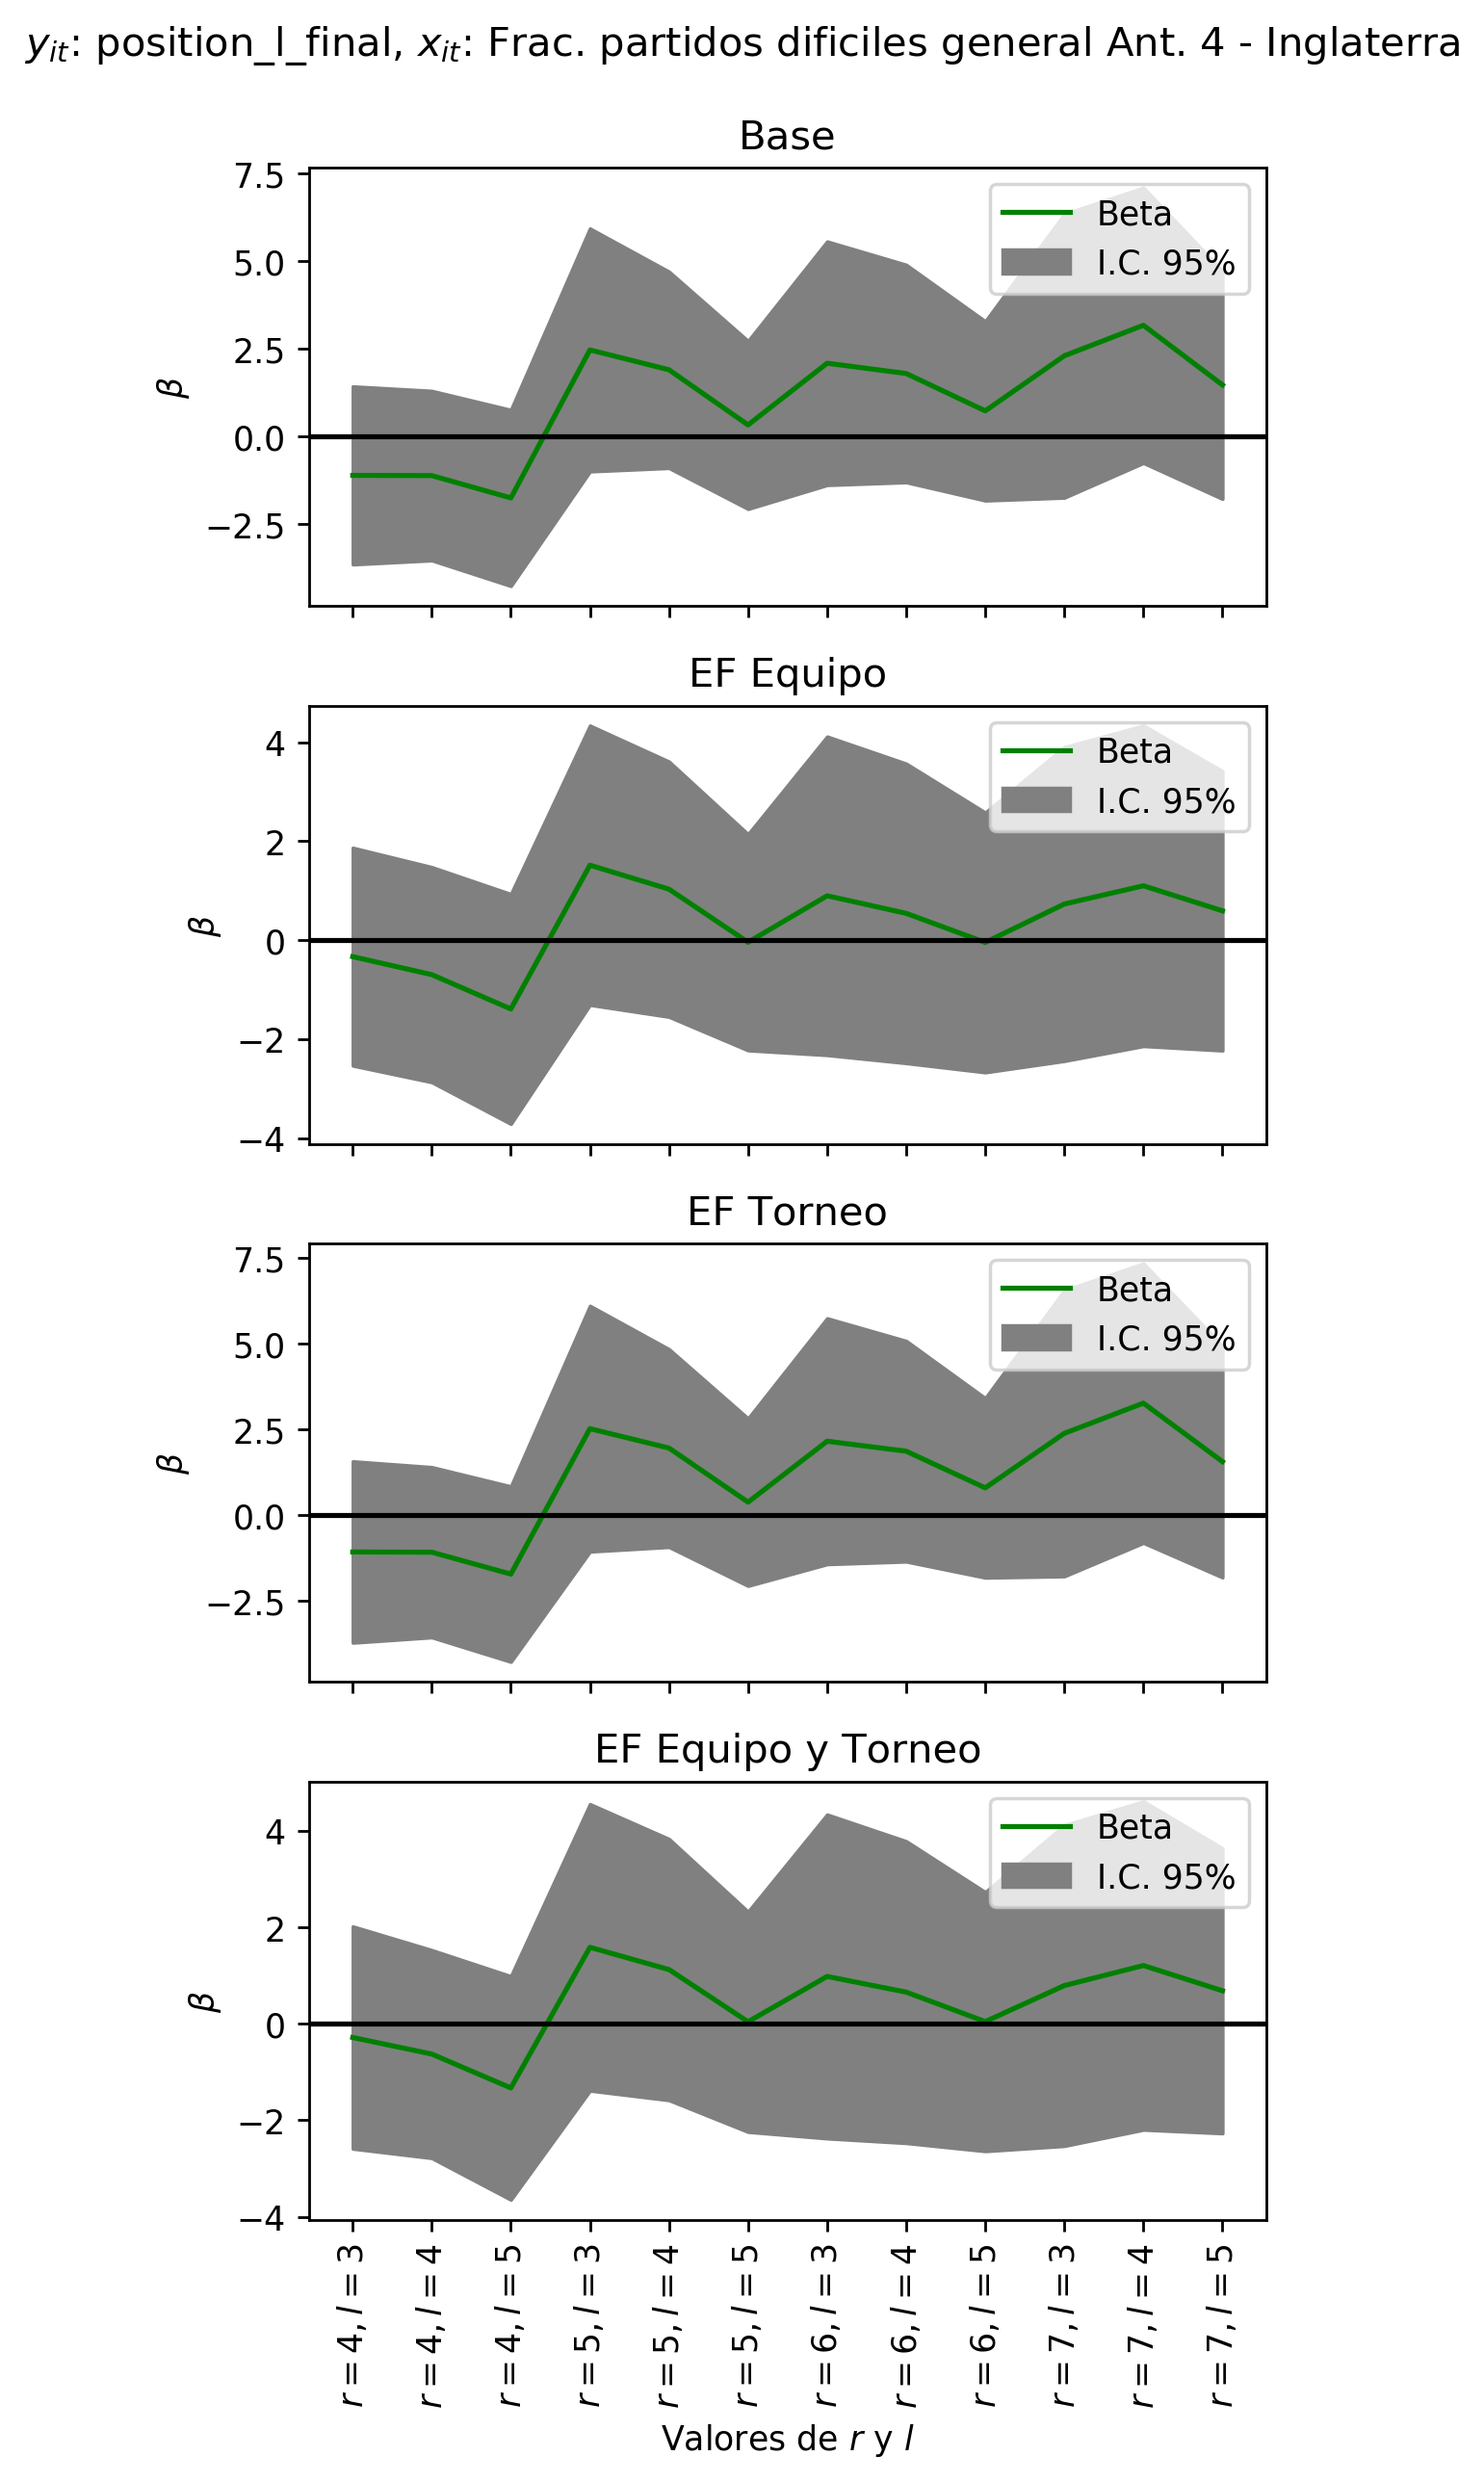 y_it: position_l_final, x_it: Frac. partidos dificiles general Ant. 4 - Inglaterra
Base
7.5
5.0
2.5
0.0
−2.5
β
Beta
I.C. 95%
EF Equipo
4
2
0
−2
−4
β
Beta
I.C. 95%
EF Torneo
7.5
5.0
2.5
0.0
−2.5
β
Beta
I.C. 95%
EF Equipo y Torneo
4
2
0
−2
−4
β
Beta
I.C. 95%
r = 4, l = 3
r = 4, l = 4
r = 4, l = 5
r = 5, l = 3
r = 5, l = 4
r = 5, l = 5
r = 6, l = 3
r = 6, l = 4
r = 6, l = 5
r = 7, l = 3
r = 7, l = 4
r = 7, l = 5
Valores de r y l